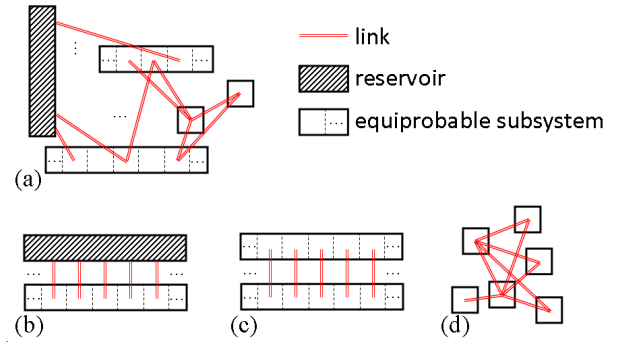 link
reservoir
equiprobable subsystem
(a)
(b)
(c)
(d)